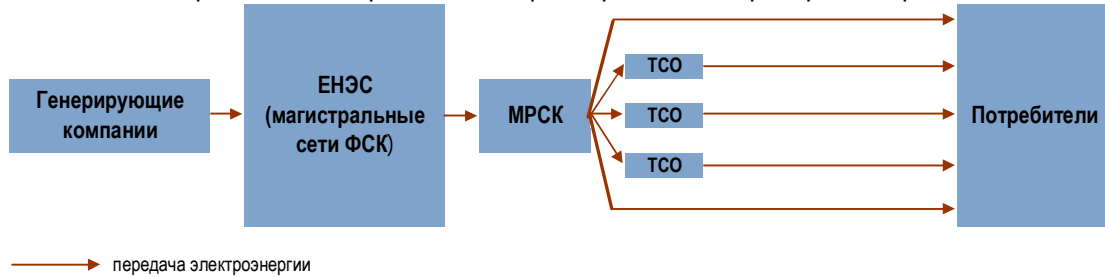 Генерирующие
компании
ЕНЭС
(магистральные
сети ФСК)
МРСК
ТСО
ТСО
ТСО
Потребители
передача электроэнергии